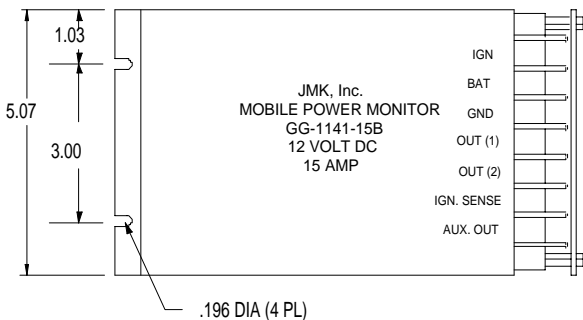 1.03
5.07
3.00
JMK, Inc.
MOBILE POWER MONITOR
GG-1141-15B
12 VOLT DC
15 AMP
IGN
BAT
GND
OUT (1)
OUT (2)
IGN. SENSE
AUX. OUT
.196 DIA (4 PL)